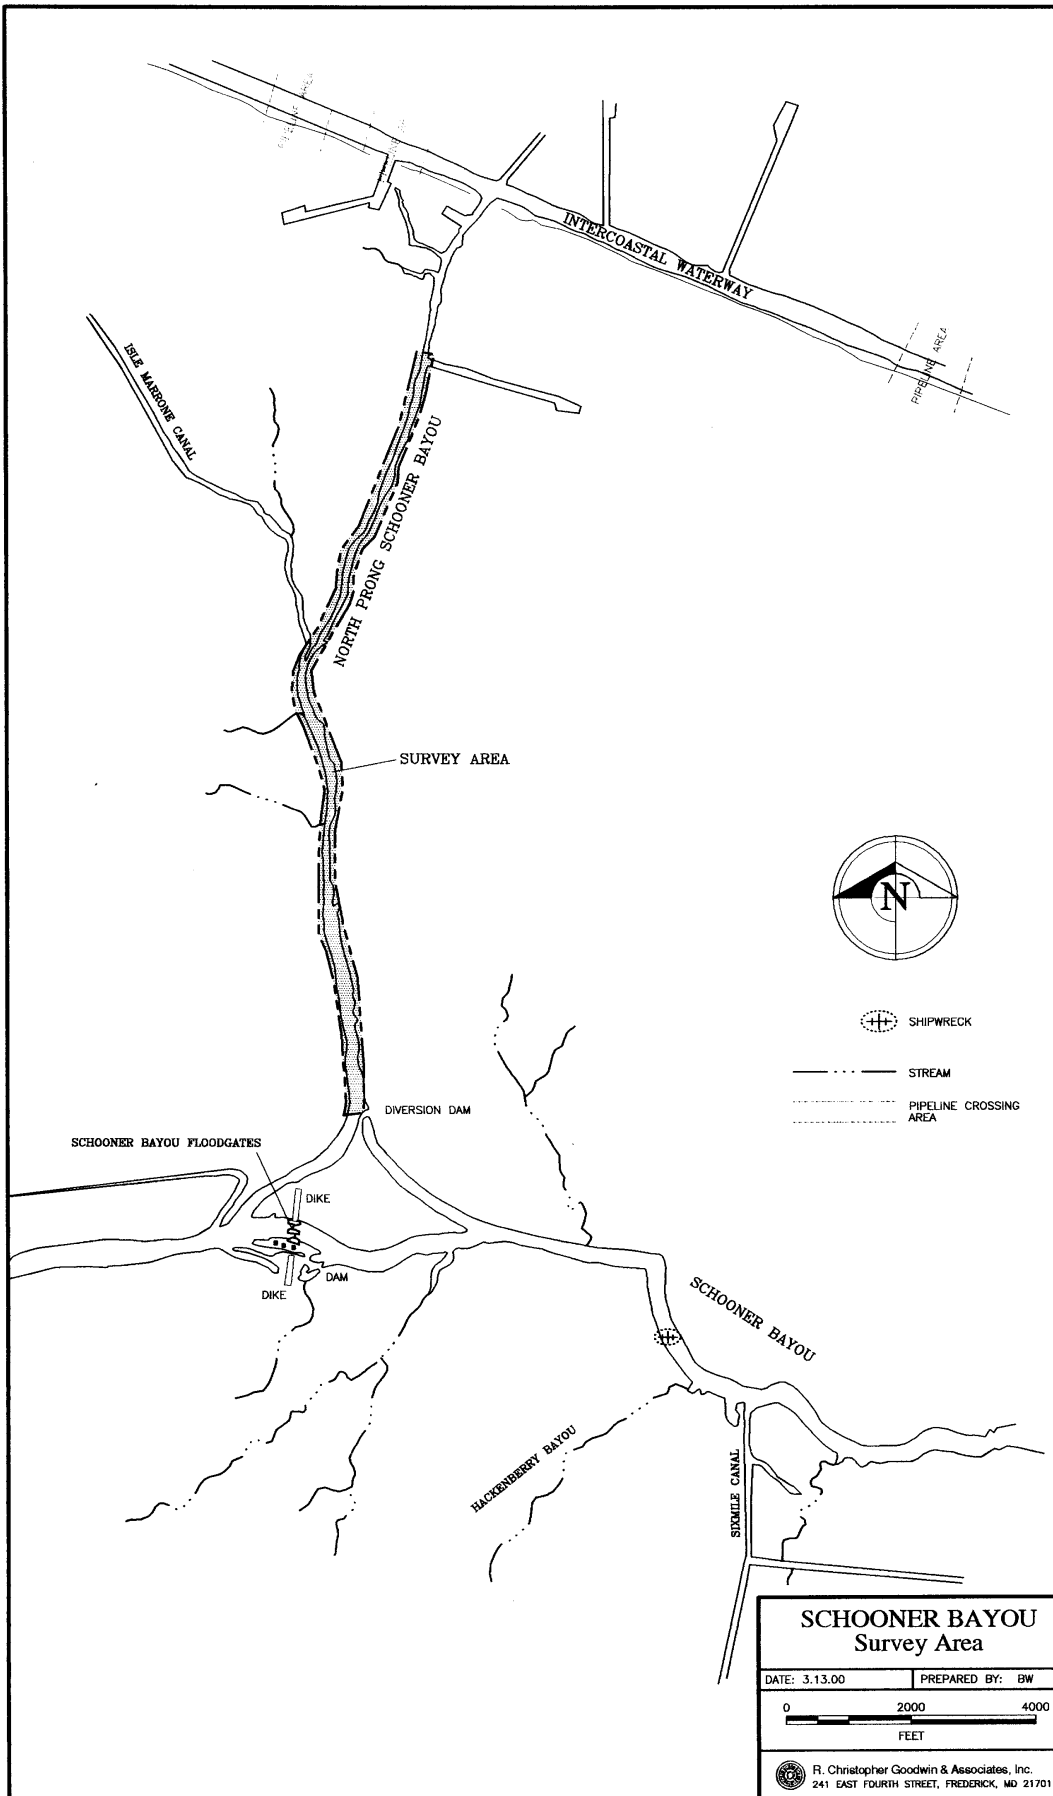 PIPELINE AREA
INTERCOASTAL WATERWAY
PIPELINE AREA
ISLE MARRONE CANAL
NORTH PRONG SCHOONER BAYOU
SURVEY AREA
N
SHIPWRECK
STREAM
PIPELINE CROSSING
AREA
DIVERSION DAM
SCHOONER BAYOU FLOODGATES
DIKE
DAM
DIKE
SCHOONER BAYOU
HACKENBERRY BAYOU
SIXMILE CANAL
SCHOONER BAYOU
Survey Area
DATE: 3.13.00
PREPARED BY: BW
0 2000 4000
FEET
R. Christopher Goodwin & Associates, Inc.
241 EAST FOURTH STREET, FREDERICK, MD 21701